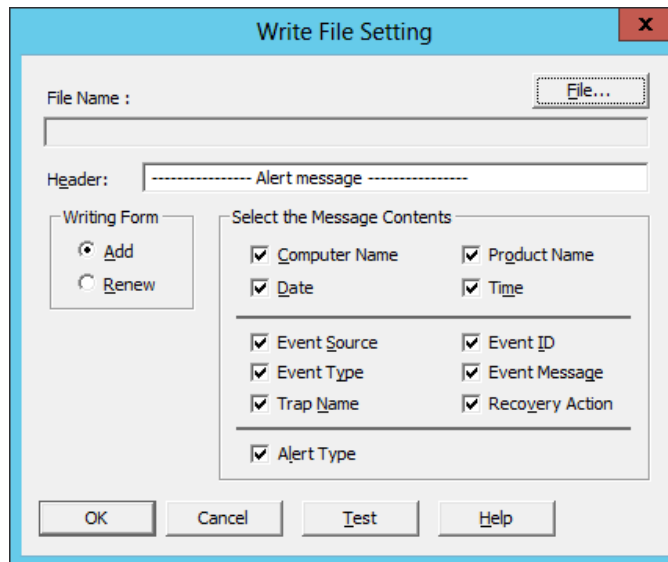 Write File Setting
x
File Name :
File...
Header: ---------------- Alert message ----------------
Writing Form
Add
Renew
Select the Message Contents
Computer Name Product Name
Date Time
Event Source Event ID
Event Type Event Message
Trap Name Recovery Action
Alert Type
OK Cancel Test Help